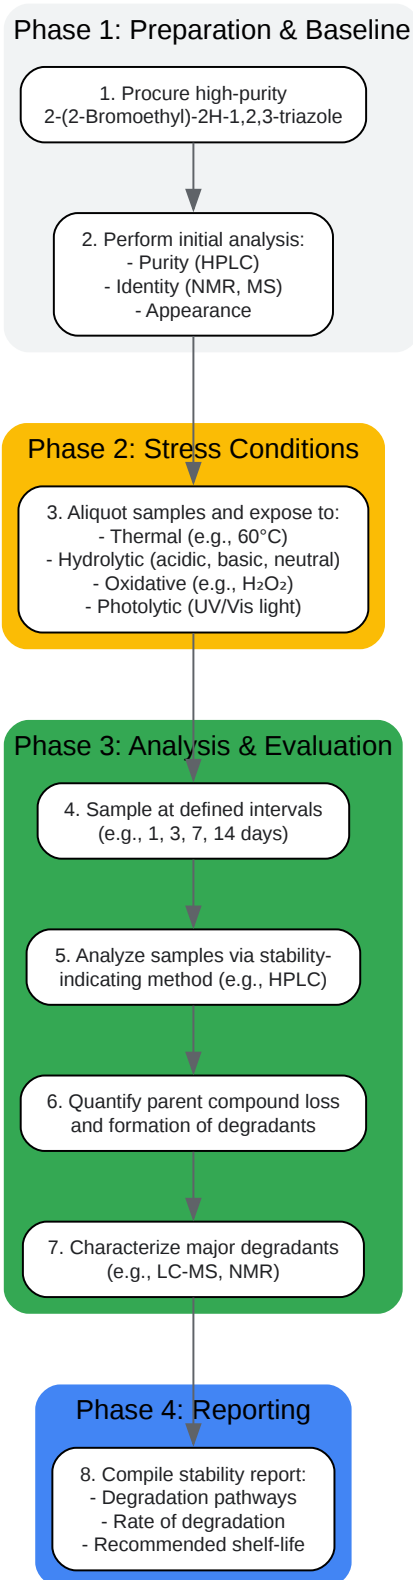 Phase 1: Preparation & Baseline
1. Procure high-purity
2-(2-Bromoethyl)-2H-1,2,3-triazole
2. Perform initial analysis:
- Purity (HPLC)
- Identity (NMR, MS)
- Appearance
Phase 2: Stress Conditions
3. Aliquot samples and expose to:
- Thermal (e.g., 60°C)
- Hydrolytic (acidic, basic, neutral)
- Oxidative (e.g., H₂O₂)
- Photolytic (UV/Vis light)
Phase 3: Analysis & Evaluation
4. Sample at defined intervals
(e.g., 1, 3, 7, 14 days)
5. Analyze samples via stability-
indicating method (e.g., HPLC)
6. Quantify parent compound loss
and formation of degradants
7. Characterize major degradants
(e.g., LC-MS, NMR)
Phase 4: Reporting
8. Compile stability report:
- Degradation pathways
- Rate of degradation
- Recommended shelf-life